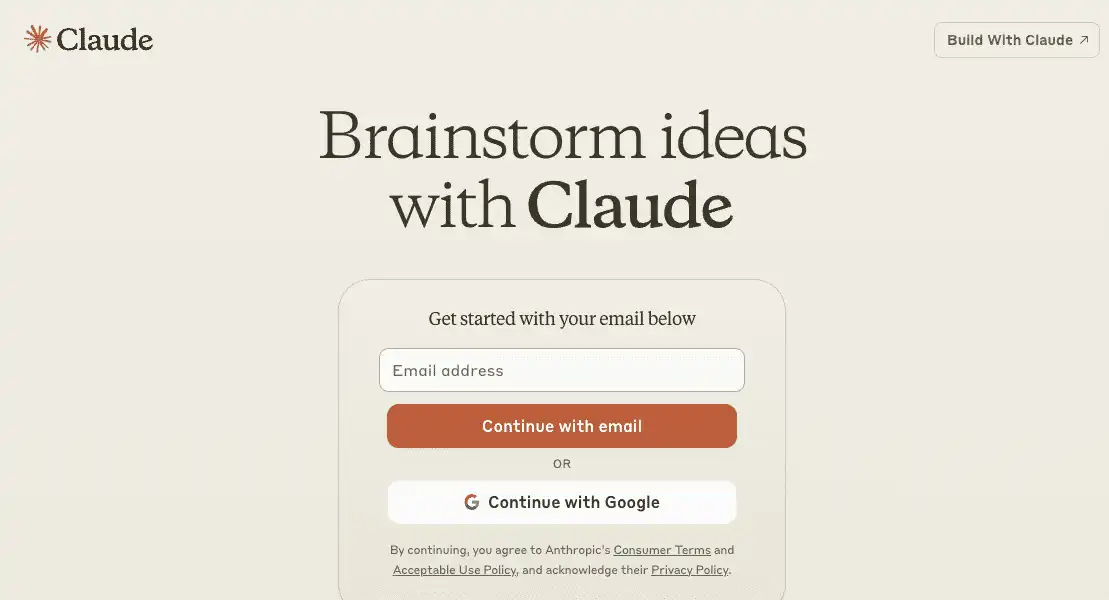 Claude
Build With Claude ↗
Brainstorm ideas
with Claude
Get started with your email below
Email address
Continue with email
OR
Continue with Google
By continuing, you agree to Anthropic's Consumer Terms and
Acceptable Use Policy, and acknowledge their Privacy Policy.